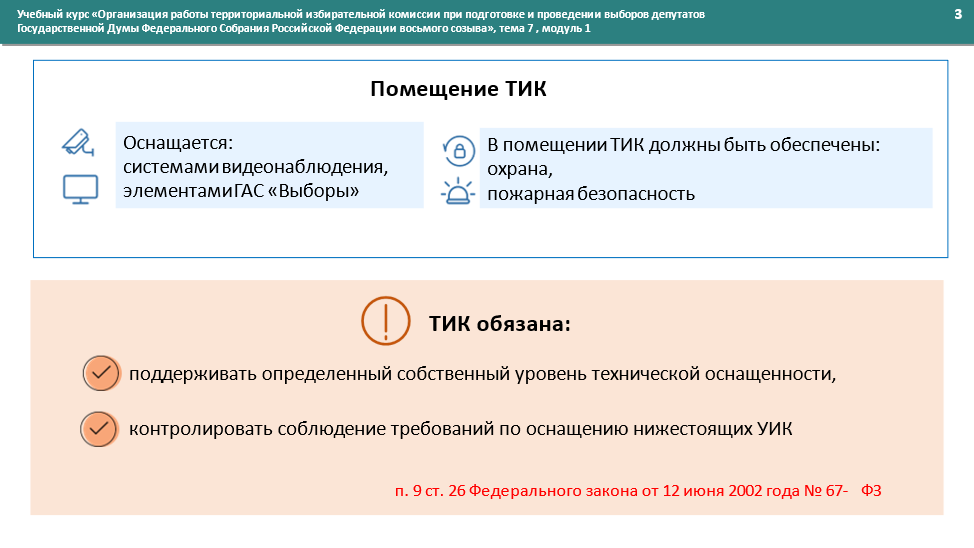 Учебный курс «Организация работы территориальной избирательной комиссии при подготовке и проведении выборов депутатов
Государственной Думы Федерального Собрания Российской Федерации восьмого созыва», тема 7 , модуль 1
3
Помещение ТИК
Оснащается:
системами видеонаблюдения,
элементами ГАС «Выборы»
В помещении ТИК должны быть обеспечены:
охрана,
пожарная безопасность
ТИК обязана:
поддерживать определенный собственный уровень технической оснащенности,
контролировать соблюдение требований по оснащению нижестоящих УИК
п. 9 ст. 26 Федерального закона от 12 июня 2002 года № 67- ФЗ